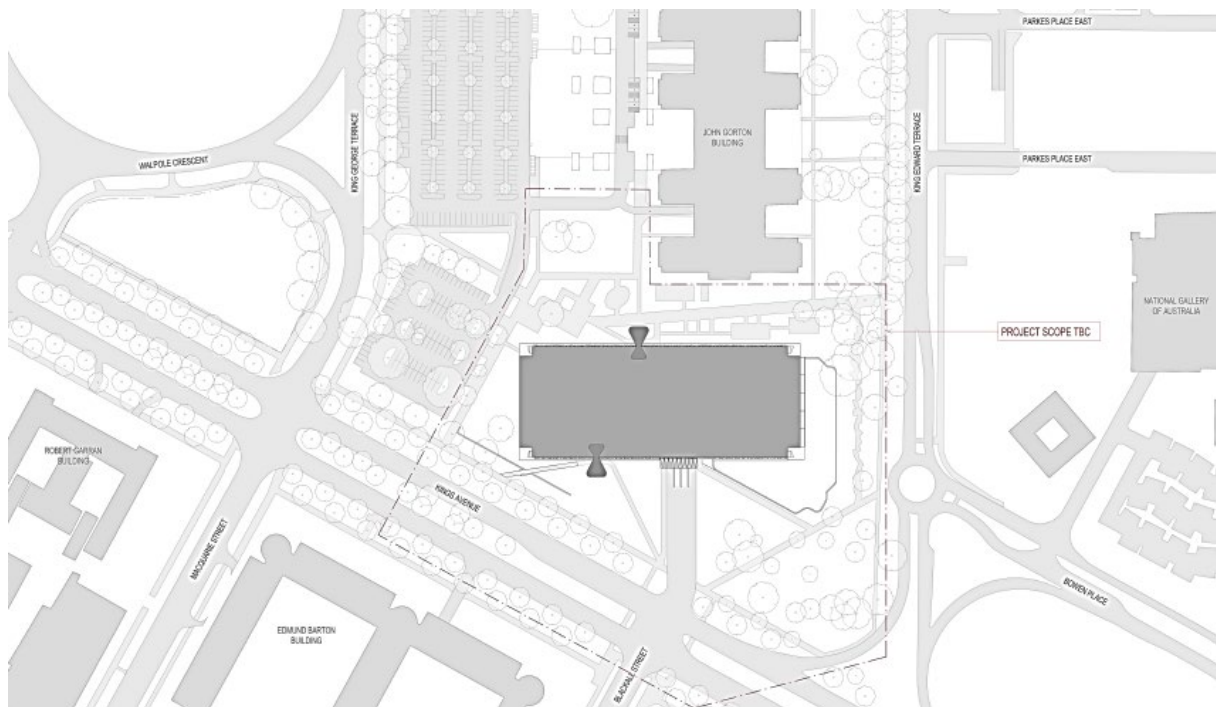 PARKES PLACE EAST
JOHN GORTON
BUILDING
KING GEORGE TERRACE
KING EDWARD TERRACE
WALPOLE CRESCENT
PARKES PLACE EAST
NATIONAL GALLERY
OF AUSTRALIA
PROJECT SCOPE TBC
ROBERT GARRAN
BUILDING
KINGS AVENUE
MACQUARIE STREET
BOWEN PLACE
EDMUND BARTON
BUILDING
BLACKALL STREET